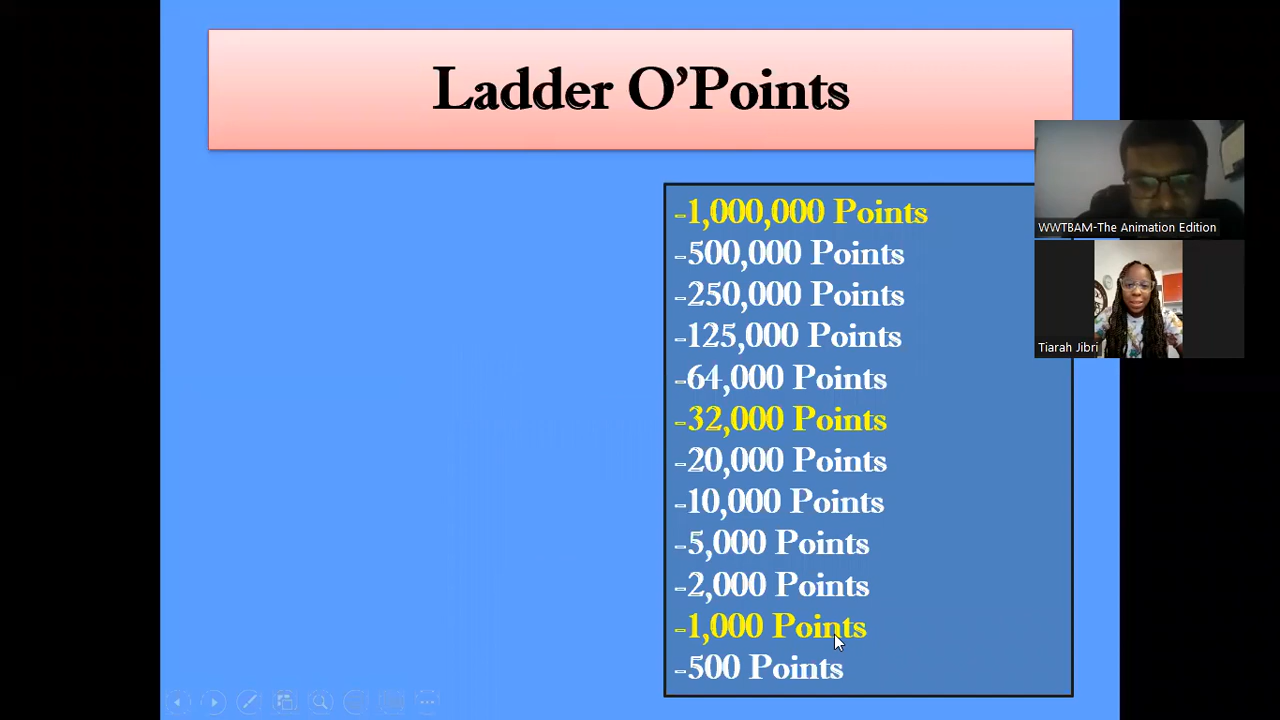 Ladder O'Points
-1,000,000 Points
-500,000 Points
-250,000 Points
-125,000 Points
-64,000 Points
-32,000 Points
-20,000 Points
-10,000 Points
-5,000 Points
-2,000 Points
-1,000 Points
-500 Points
WWTBAM-The Animation Edition
Tiarah Jibri